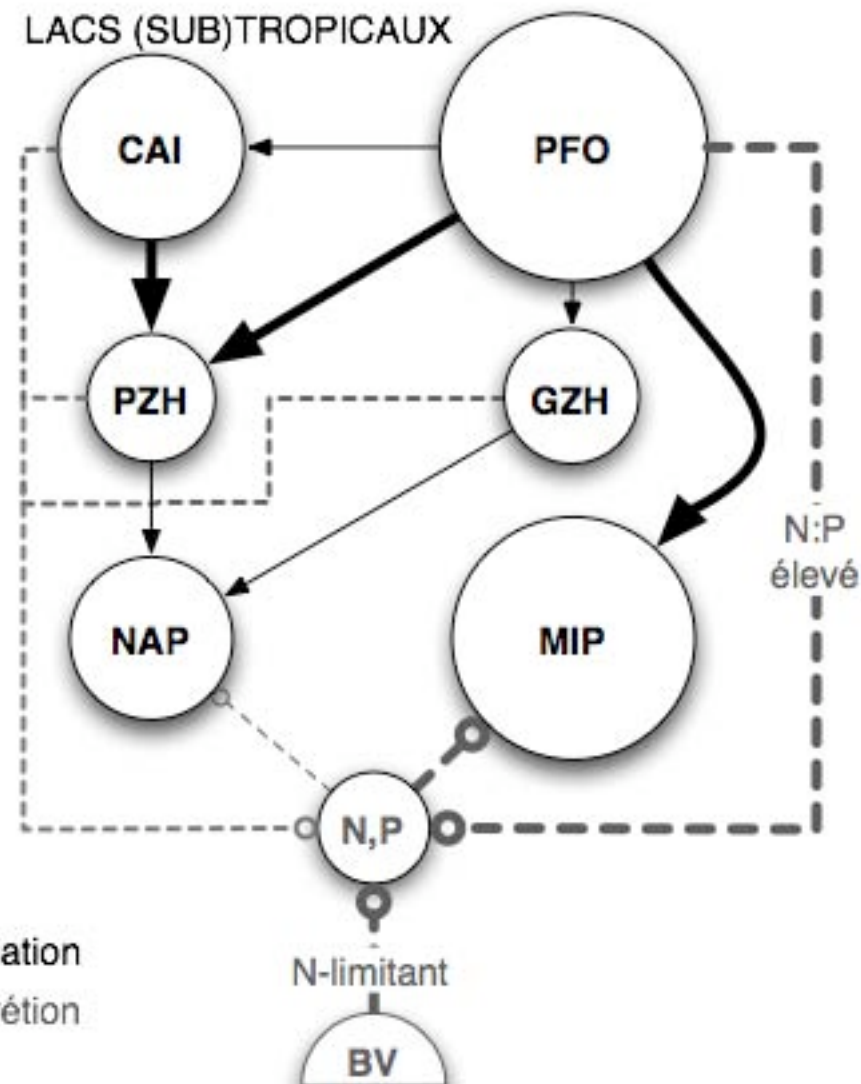 LACS (SUB)TROPICAUX
CAI
PFO
PZH
GZH
N:P
élevé
NAP
MIP
N,P
ation
N-limitant
étion
BV